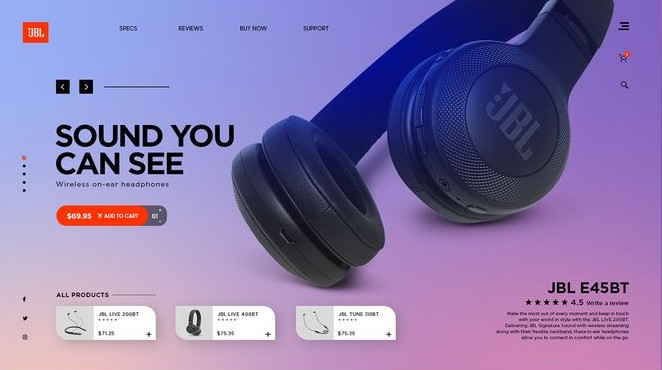 JBL
SPECS
REVIEWS
BUY NOW
SUPPORT
SOUND YOU
CAN SEE
Wireless on-ear headphones
$69.95 ADD TO CART 01
JBL
ALL PRODUCTS
JBL LIVE 200BT
$71.25 +
JBL LIVE 400BT
$75.35 +
JBL TUNE 110BT
$75.35 +
JBL E45BT
★★★★★ 4.5 Write a review
Make the most out of every moment and keep in touch
with your world in style with the JBL LIVE 200BT.
Delivering JBL Signature Sound with wireless streaming
along with their flexible neckband, these in-ear headphones
allow you to connect in comfort while on the go.